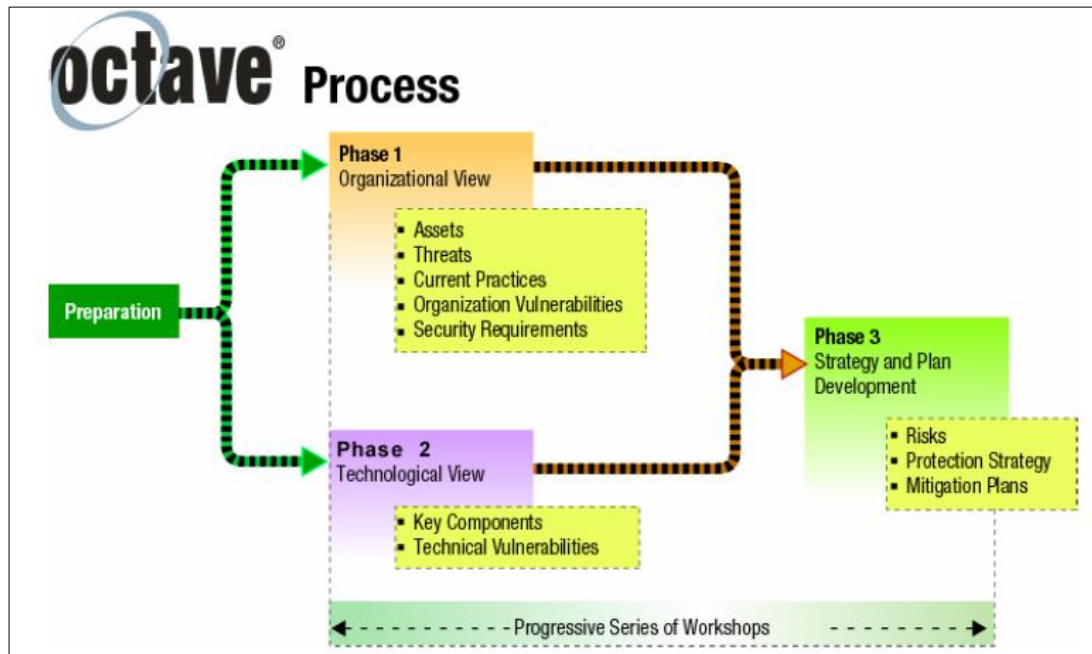 octave® Process
Phase 1
Organizational View
▪ Assets
▪ Threats
▪ Current Practices
▪ Organization Vulnerabilities
▪ Security Requirements
Preparation
Phase 3
Strategy and Plan
Development
▪ Risks
▪ Protection Strategy
▪ Mitigation Plans
Phase 2
Technological View
▪ Key Components
▪ Technical Vulnerabilities
Progressive Series of Workshops